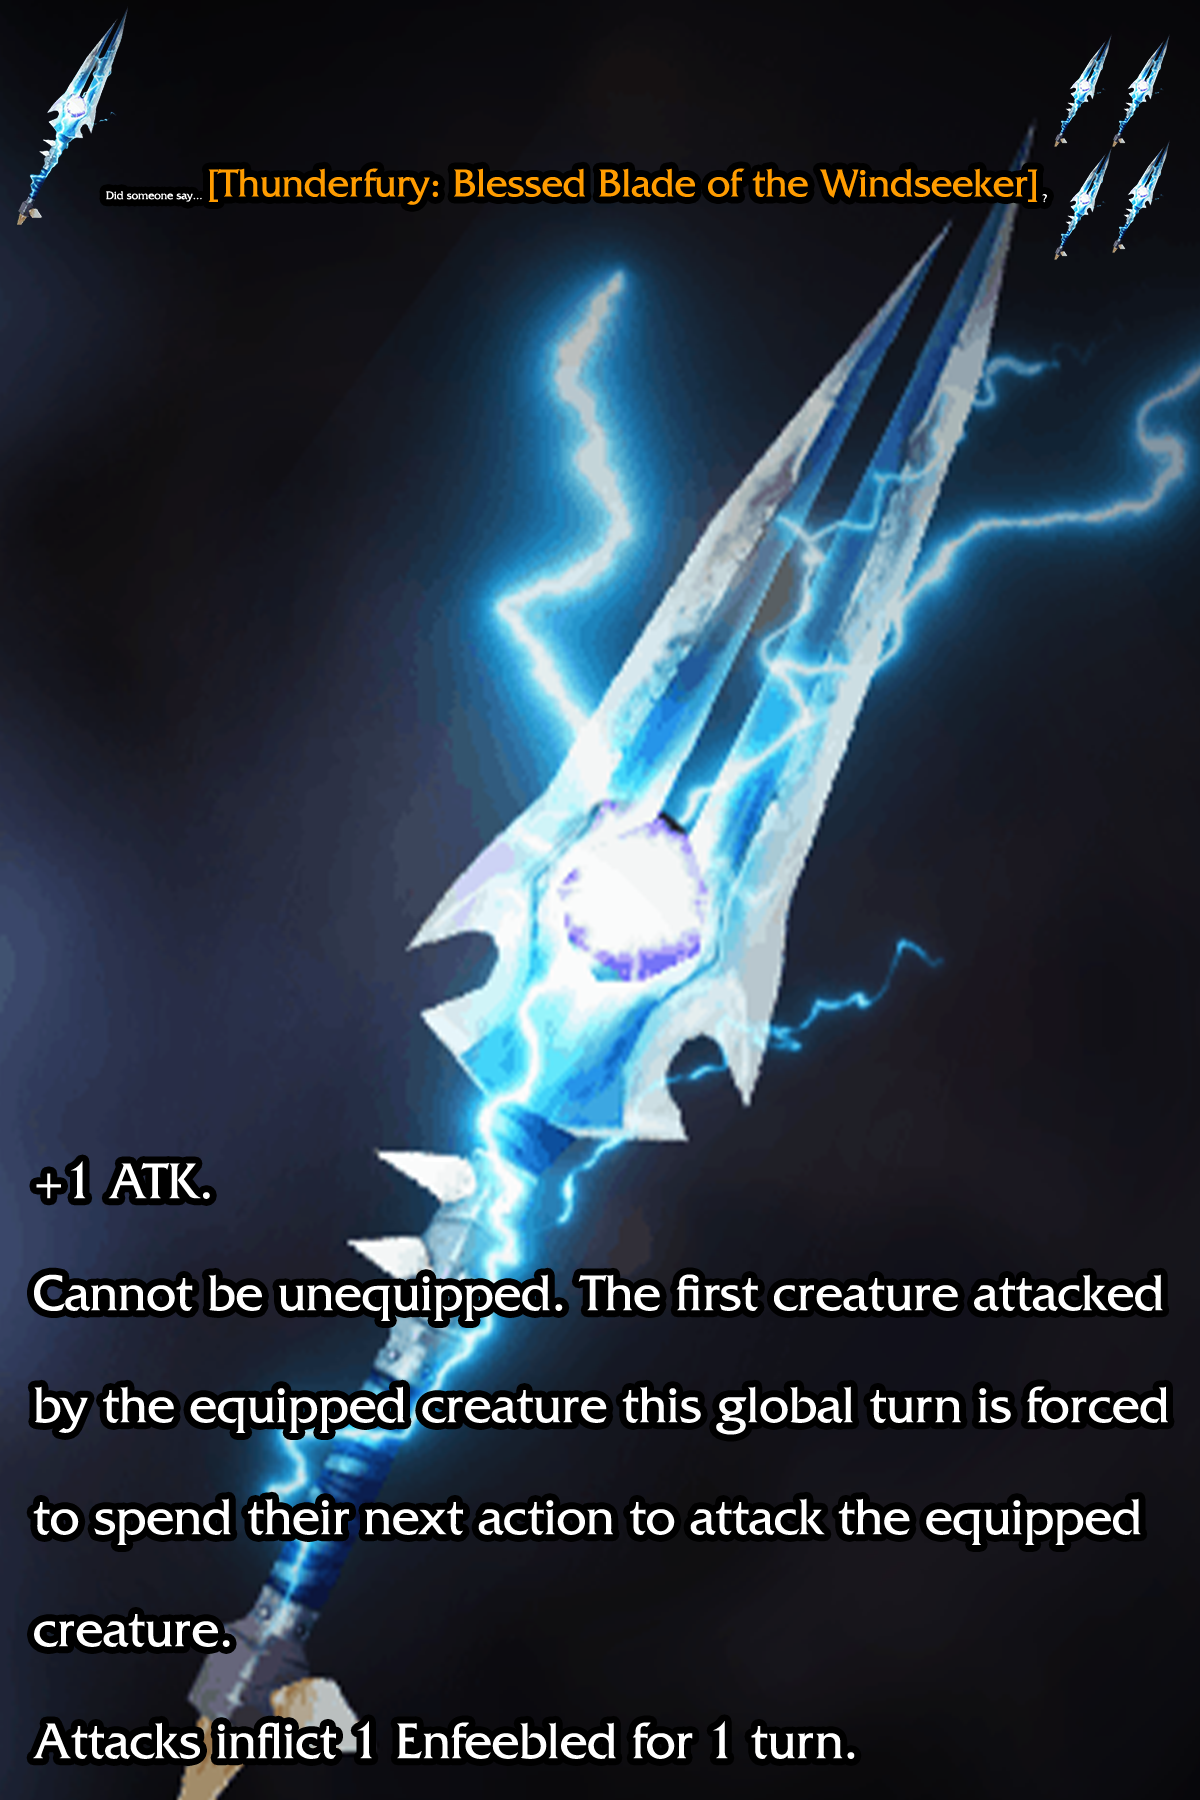 Did someone say... [Thunderfury: Blessed Blade of the Windseeker] ?
+1 ATK.
Cannot be unequipped. The first creature attacked
by the equipped creature this global turn is forced
to spend their next action to attack the equipped
creature.
Attacks inflict 1 Enfeebled for 1 turn.